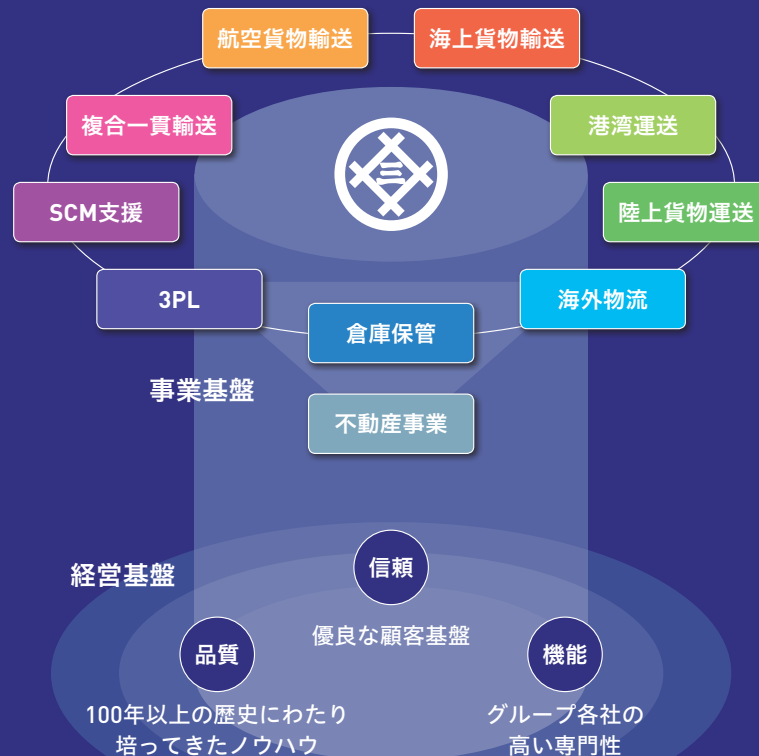 航空貨物輸送
海上貨物輸送
複合一貫輸送
港湾運送
三
SCM支援
陸上貨物運送
3PL
海外物流
倉庫保管
事業基盤
不動産事業
経営基盤
信頼
優良な顧客基盤
品質
機能
100年以上の歴史にわたり
培ってきたノウハウ
グループ各社の
高い専門性